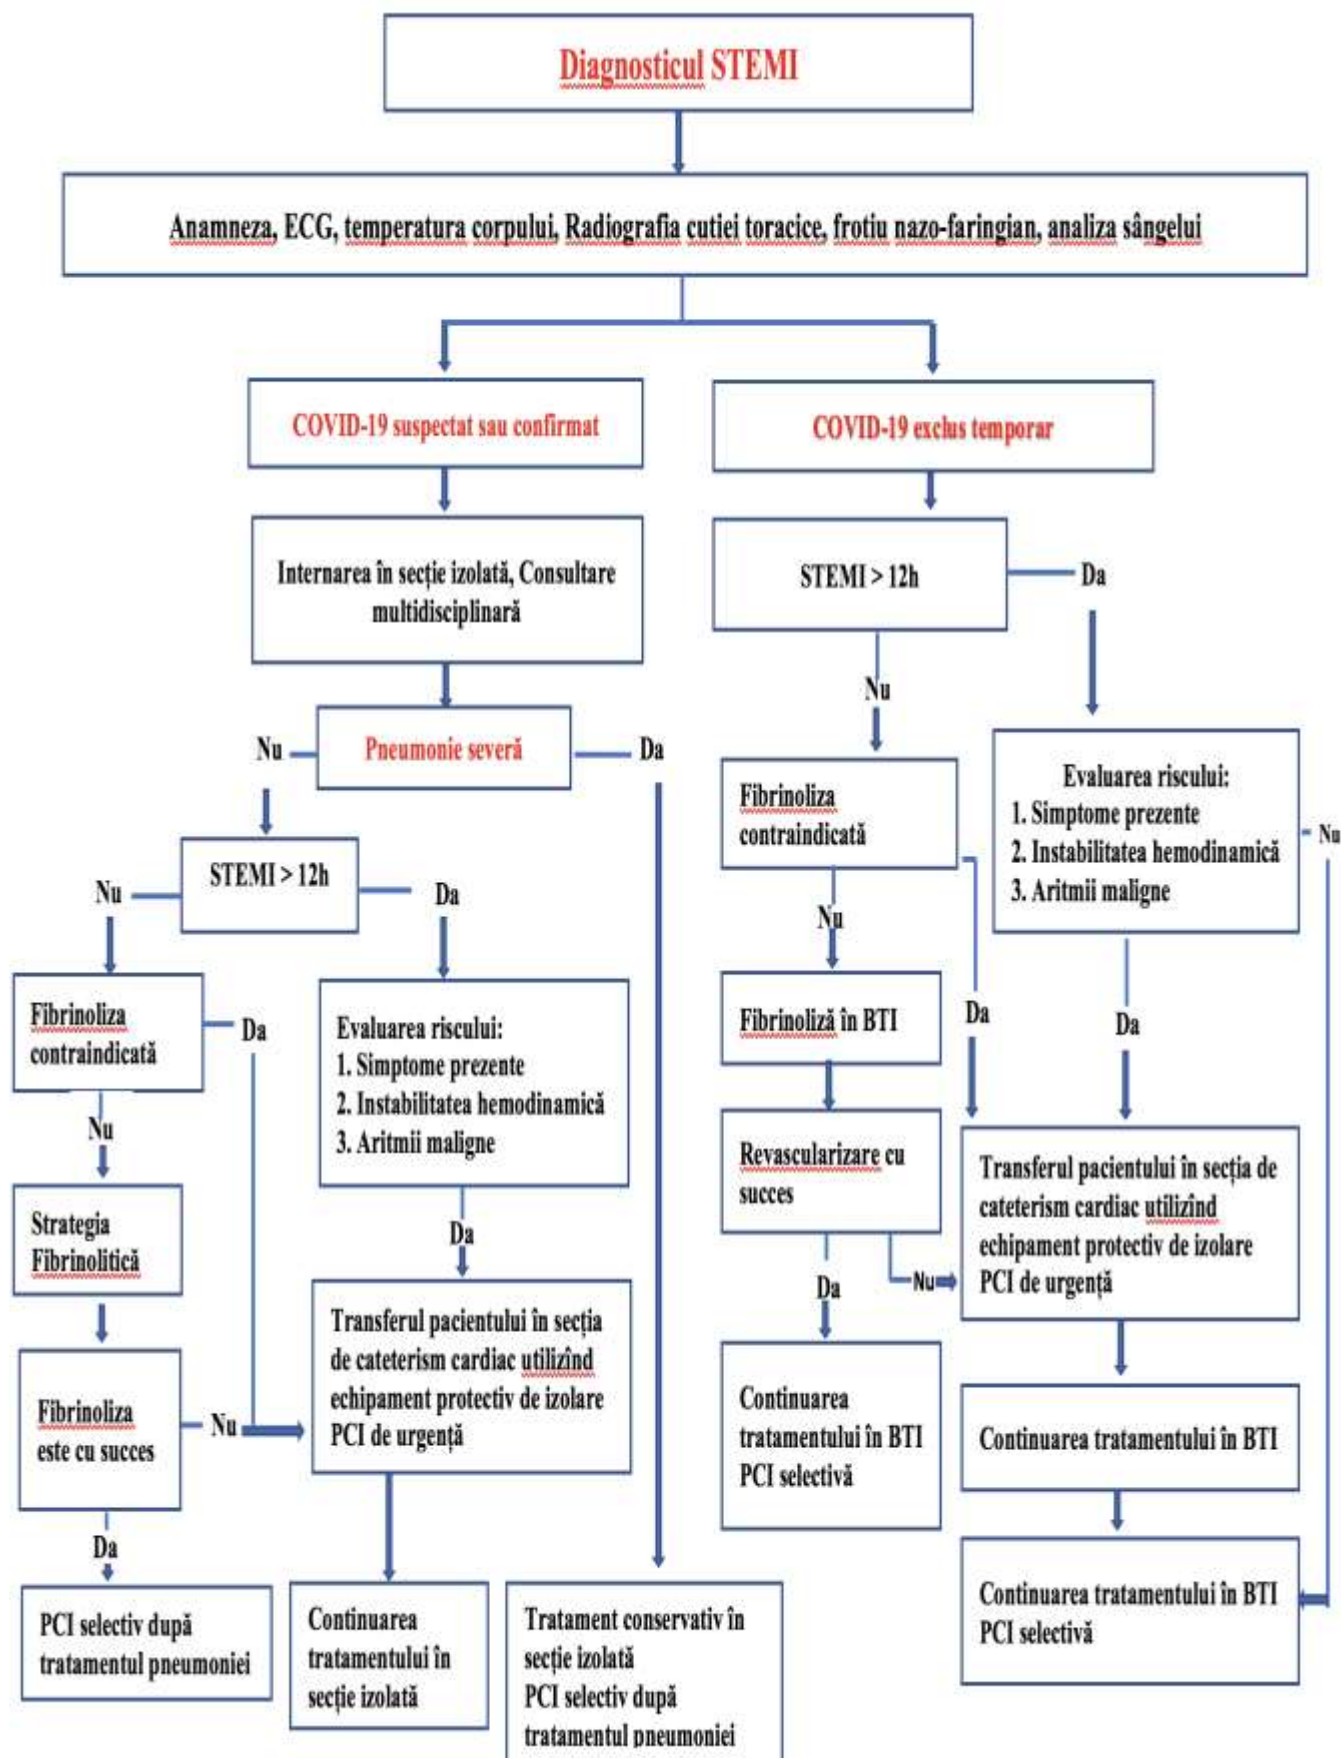 Diagnosticul STEMI
Anamneza, ECG, temperatura corpului, Radiografia cutiei toracice, frotiu nazo-faringian, analiza sângelui
COVID-19 suspectat sau confirmat
COVID-19 exclus temporar
Internarea în secție izolată, Consultare
multidisciplinară
STEMI > 12h
Da
Nu
Nu
Pneumonie severă
Da
Fibrinoliza
contraindicată
Evaluarea riscului:
1. Simptome prezente
2. Instabilitatea hemodinamică
3. Aritmii maligne
Nu
STEMI > 12h
Nu
Da
Nu
Fibrinoliza
contraindicată
Da
Evaluarea riscului:
1. Simptome prezente
2. Instabilitatea hemodinamică
3. Aritmii maligne
Fibrinoliză în BTI
Da
Da
Nu
Strategia
Fibrinolitică
Da
Revascularizare cu
succes
Transferul pacientului în secția de
cateterism cardiac utilizînd
echipament protectiv de izolare
PCI de urgență
Da
Nu
Fibrinoliza
este cu succes
Nu
Transferul pacientului în secția
de cateterism cardiac utilizînd
echipament protectiv de izolare
PCI de urgență
Continuarea
tratamentului în BTI
PCI selectivă
Continuarea tratamentului în BTI
Da
PCI selectiv după
tratamentul pneumoniei
Continuarea
tratamentului în
secție izolată
Tratament conservativ în
secție izolată
PCI selectiv după
tratamentul pneumoniei
Continuarea tratamentului în BTI
PCI selectivă